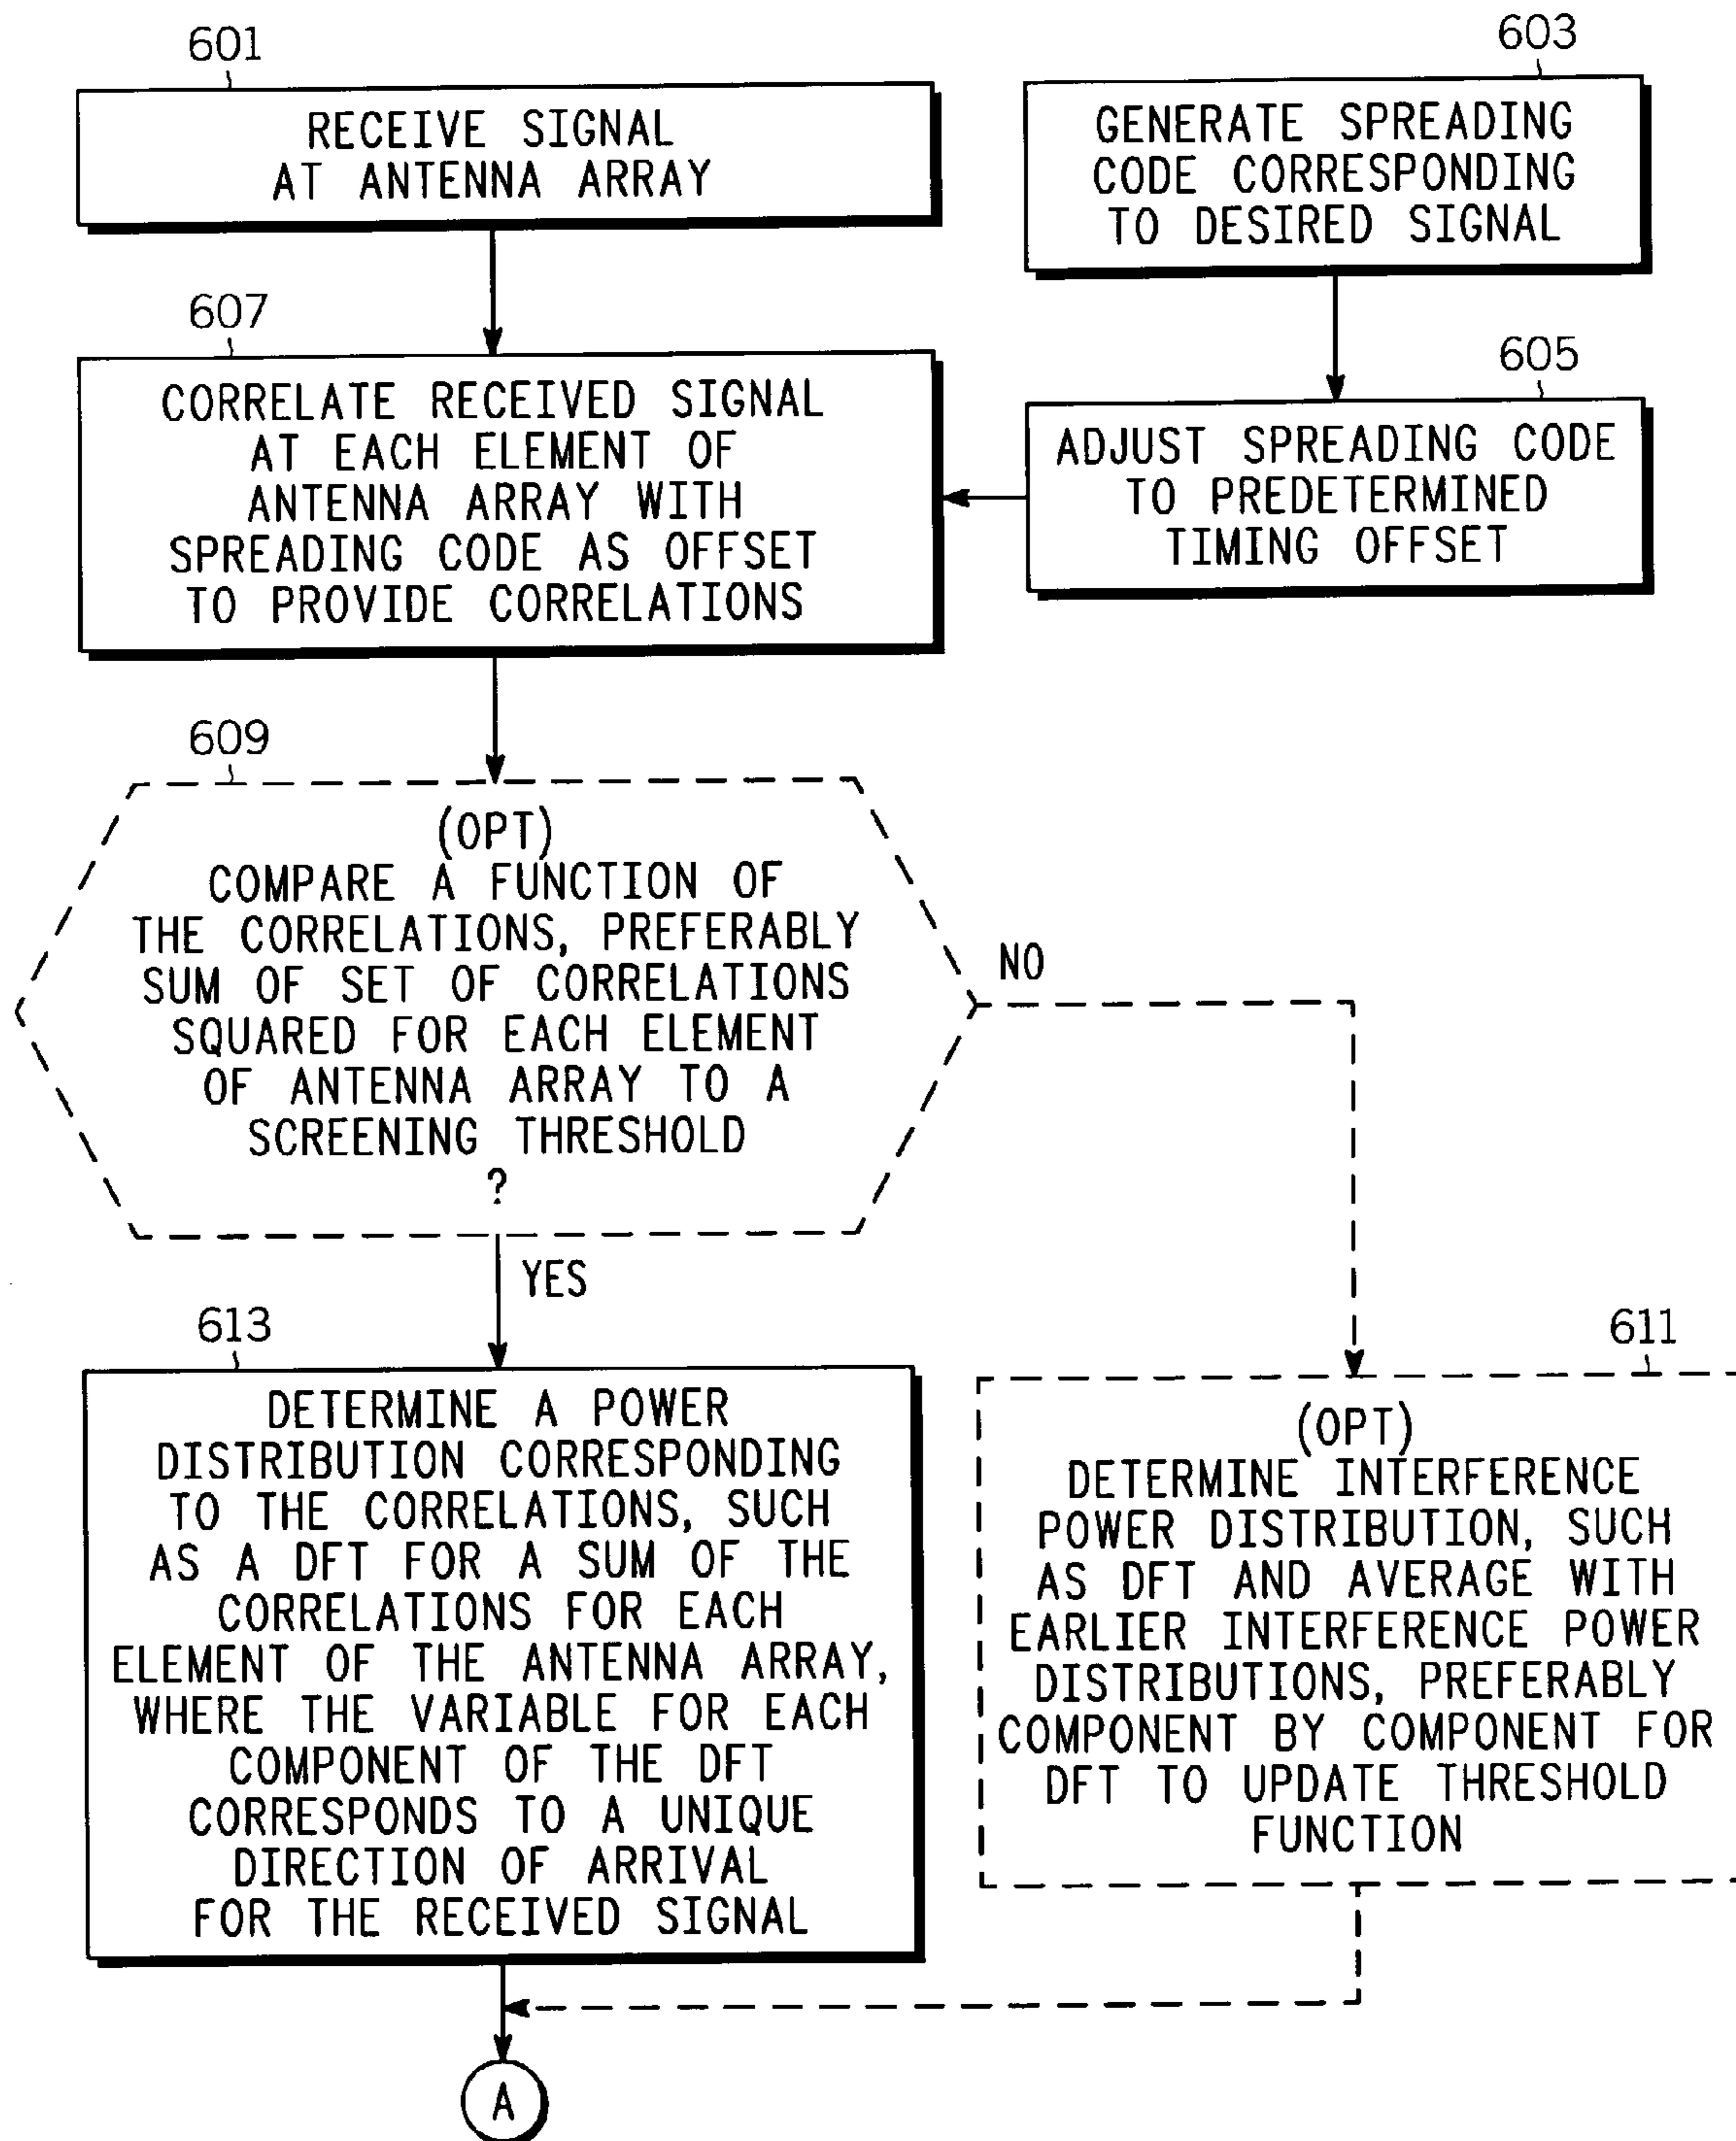 601
RECEIVE SIGNAL
AT ANTENNA ARRAY
603
GENERATE SPREADING
CODE CORRESPONDING
TO DESIRED SIGNAL
605
ADJUST SPREADING CODE
TO PREDETERMINED
TIMING OFFSET
607
CORRELATE RECEIVED SIGNAL
AT EACH ELEMENT OF
ANTENNA ARRAY WITH
SPREADING CODE AS OFFSET
TO PROVIDE CORRELATIONS
609
(OPT)
COMPARE A FUNCTION OF
THE CORRELATIONS, PREFERABLY
SUM OF SET OF CORRELATIONS
SQUARED FOR EACH ELEMENT
OF ANTENNA ARRAY TO A
SCREENING THRESHOLD
?
NO
YES
613
DETERMINE A POWER
DISTRIBUTION CORRESPONDING
TO THE CORRELATIONS, SUCH
AS A DFT FOR A SUM OF THE
CORRELATIONS FOR EACH
ELEMENT OF THE ANTENNA ARRAY,
WHERE THE VARIABLE FOR EACH
COMPONENT OF THE DFT
CORRESPONDS TO A UNIQUE
DIRECTION OF ARRIVAL
FOR THE RECEIVED SIGNAL
611
(OPT)
DETERMINE INTERFERENCE
POWER DISTRIBUTION, SUCH
AS DFT AND AVERAGE WITH
EARLIER INTERFERENCE POWER
DISTRIBUTIONS, PREFERABLY
COMPONENT BY COMPONENT FOR
DFT TO UPDATE THRESHOLD
FUNCTION
A